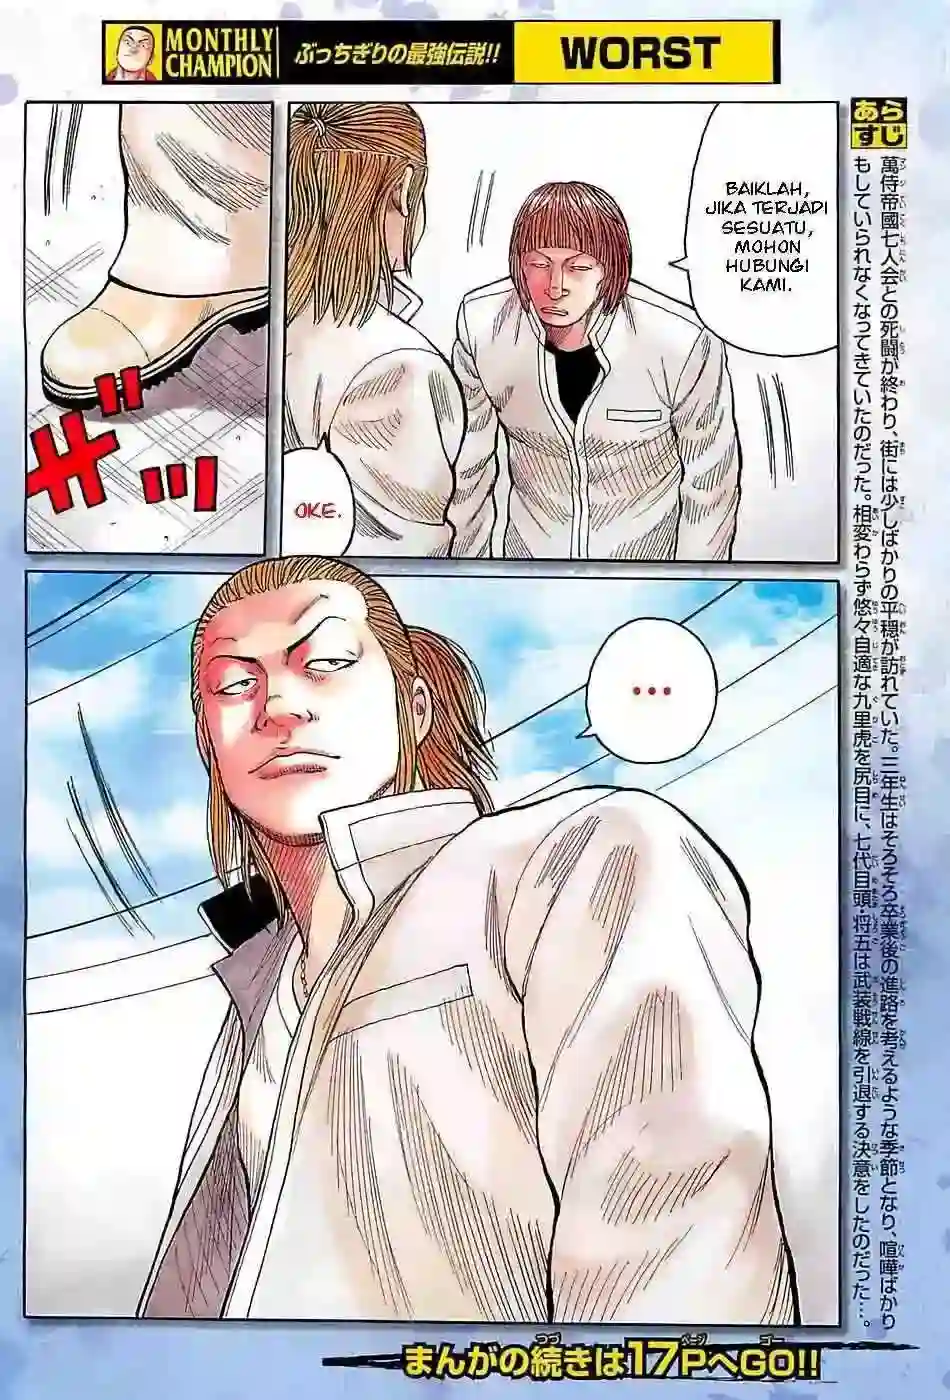 MONTHLY
CHAMPION
ぶっちぎりの最強伝説!!
WORST
あら
すじ
萬侍帝國七人会との死闘が終わり、街には少しばかりの平穏が訪れていた。三年生はそろそろ卒業後の進路を考えるような季節となり、喧嘩ばかり
もしていられなくなってきていたのだった。相変わらず悠々自適な九里虎を尻目に、七代目頭・将五は武装戦線を引退する決意をしたのだった…。
BAIKLAH,
JIKA TERJADI
SESUATU,
MOHON
HUBUNGI
KAMI.
OKE.
ザッ
...
まんがの続きは17PへGO!!